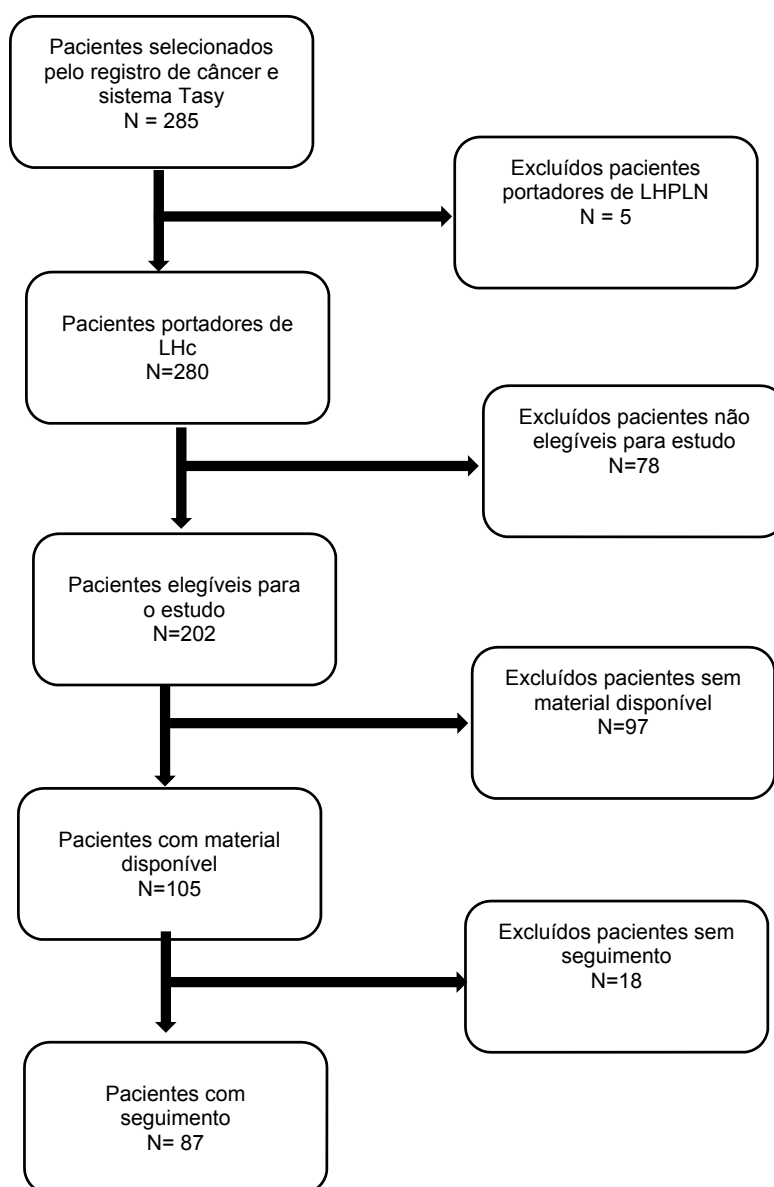 Pacientes selecionados
pelo registro de câncer e
sistema Tasy
N = 285
Excluídos pacientes
portadores de LHPLN
N = 5
Pacientes portadores de
LHc
N=280
Excluídos pacientes não
elegíveis para estudo
N=78
Pacientes elegíveis para
o estudo
N=202
Excluídos pacientes sem
material disponível
N=97
Pacientes com material
disponível
N=105
Excluídos pacientes sem
seguimento
N=18
Pacientes com
seguimento
N= 87